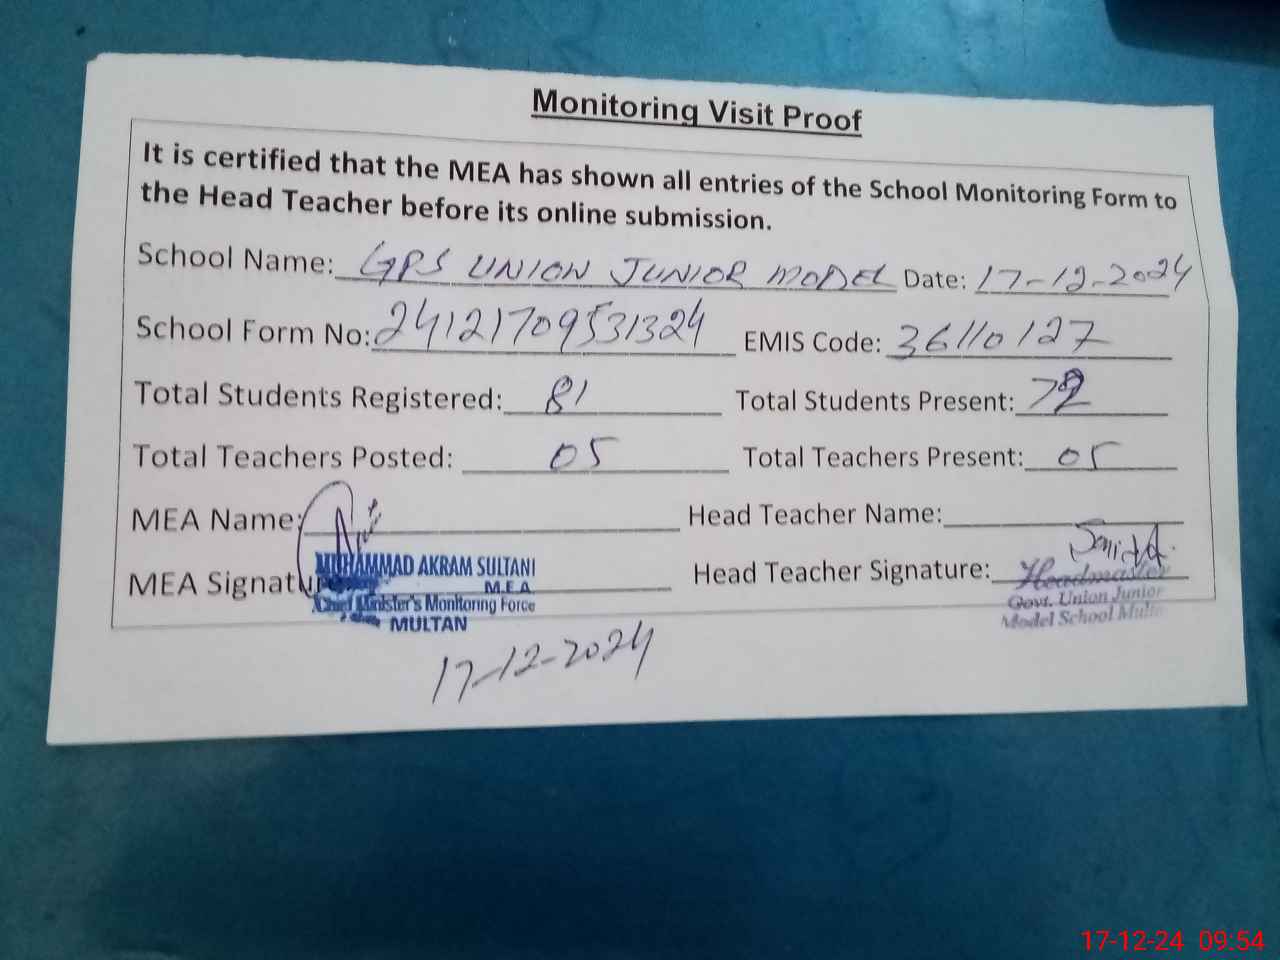 Monitoring Visit Proof
It is certified that the MEA has shown all entries of the School Monitoring Form to
the Head Teacher before its online submission.
School Name: GPS UNION JUNIOR MODEL Date: 17-12-2024
School Form No: 24121709531324 EMIS Code: 36110127
Total Students Registered: 81 Total Students Present: 72
Total Teachers Posted: 05 Total Teachers Present: 05
MEA Name: Head Teacher Name:
MEA Signature Head Teacher Signature:
MUHAMMAD AKRAM SULTANI
M.E.A
Chief Minister's Monitoring Force
MULTAN
Headmaster
Govt. Union Junior
Model School Multan
17-12-2024
17-12-24 09:54